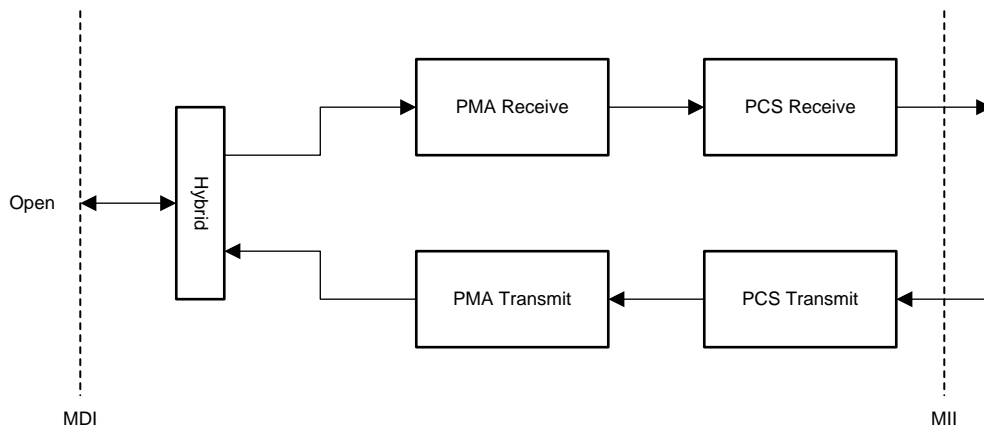 PMA Receive
PCS Receive
Hybrid
Open
PMA Transmit
PCS Transmit
MDI
MII